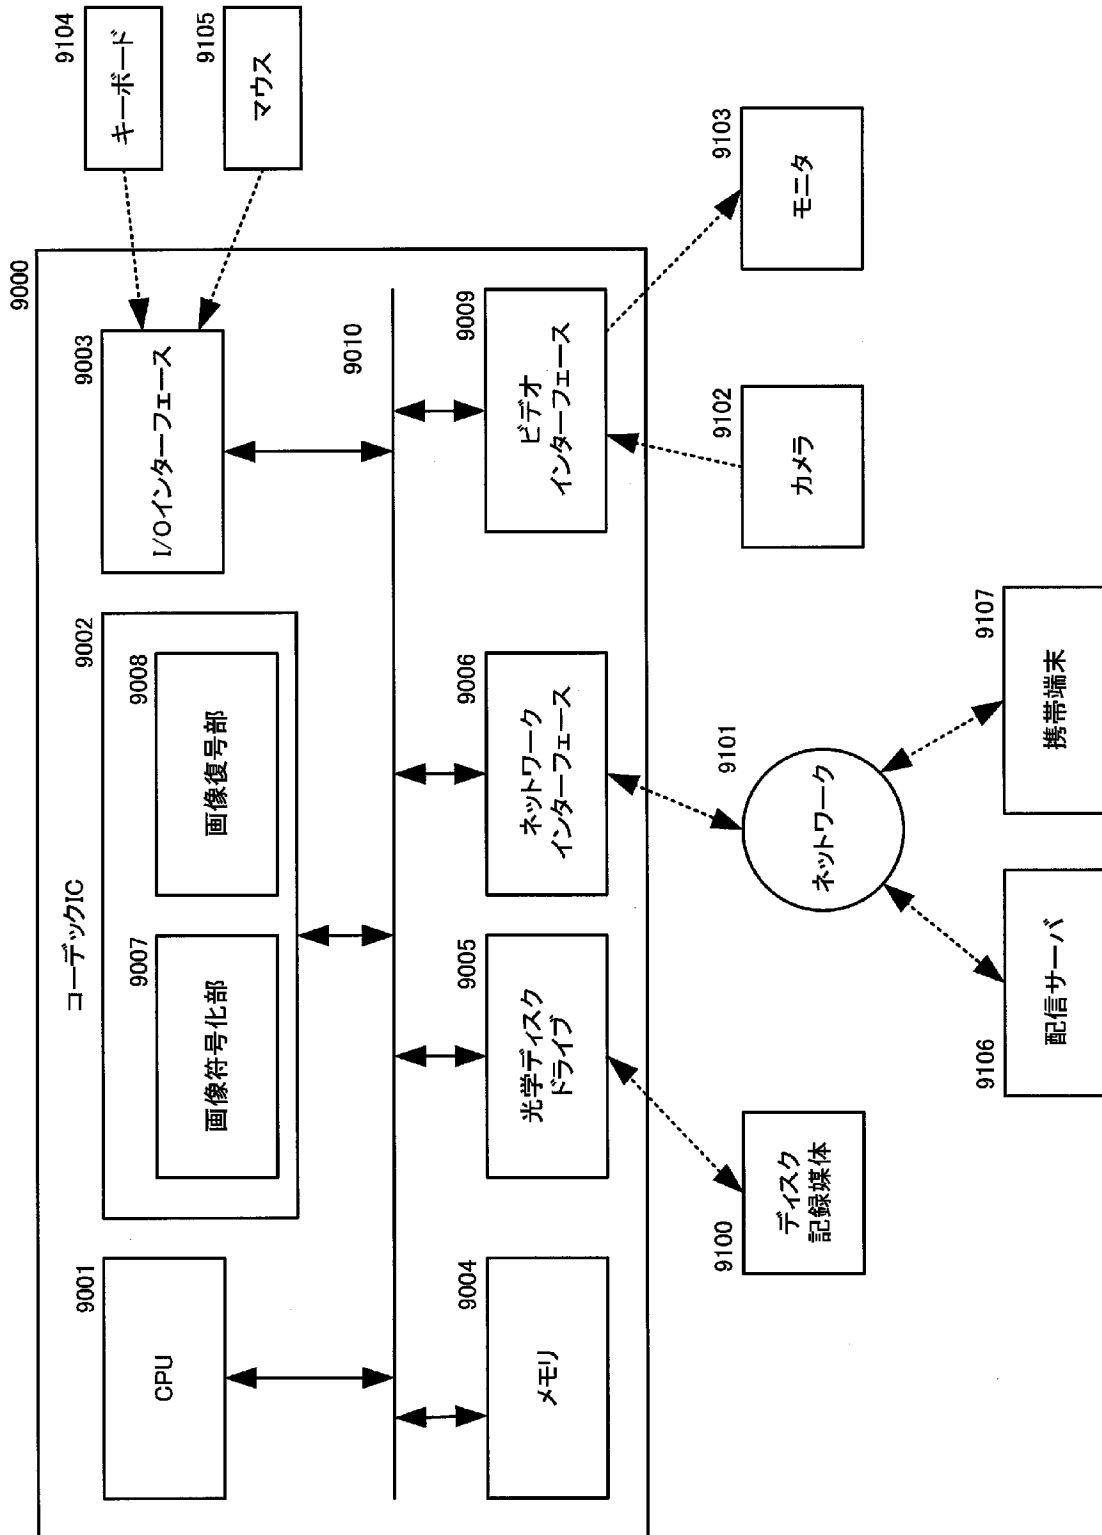 9000
9001
CPU
コーデックIC
9002
9007
画像符号化部
9008
画像復号部
9003
I/Oインターフェース
9104
キーボード
9105
マウス
9010
9004
メモリ
9005
光学ディスク
ドライブ
9006
ネットワーク
インターフェース
9009
ビデオ
インターフェース
9100
ディスク
記録媒体
9101
ネットワーク
9102
カメラ
9103
モニタ
9106
配信サーバ
9107
携帯端末